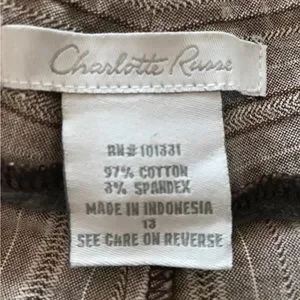 Charlotte Russe
RN# 101331
97% COTTON
3% SPANDEX
MADE IN INDONESIA
13
SEE CARE ON REVERSE